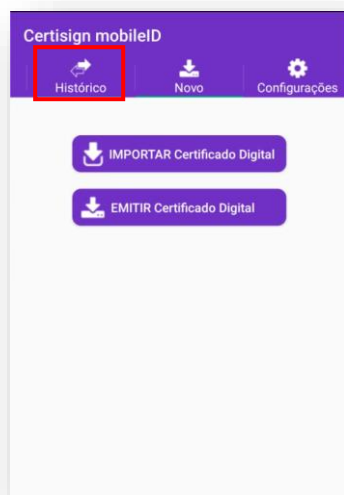 Certisign mobileID
Histórico
Novo
Configurações
IMPORTAR Certificado Digital
EMITIR Certificado Digital